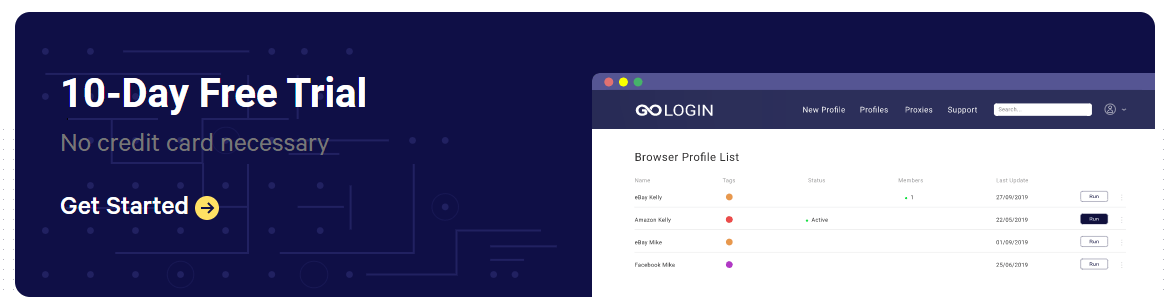 10-Day Free Trial
No credit card necessary
Get Started
GOLOGIN
New Profile Profiles Proxies Support Search...
Browser Profile List
Name Tags Status Members Last Update
eBay Kelly 1 27/09/2019 Run
Amazon Kelly Active 22/05/2019 Run
eBay Mike 01/09/2019 Run
Facebook Mike 25/06/2019 Run